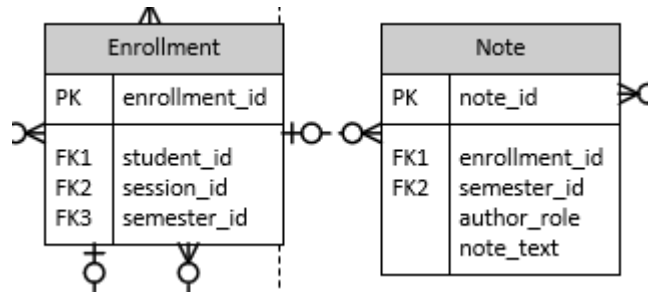 Enrollment
PK enrollment_id
FK1 student_id
FK2 session_id
FK3 semester_id
Note
PK note_id
FK1 enrollment_id
FK2 semester_id
author_role
note_text